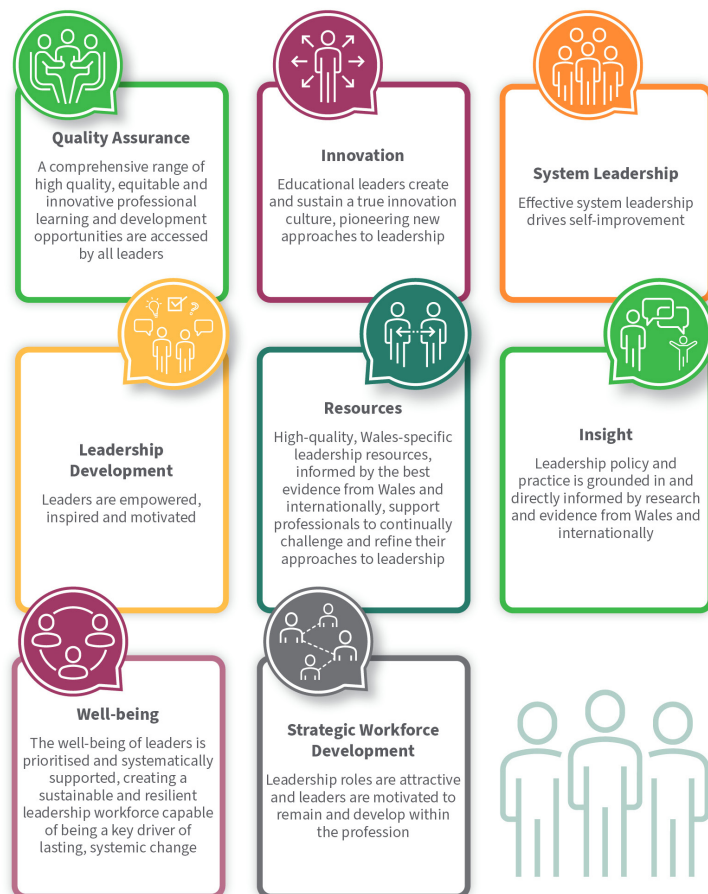 Quality Assurance
A comprehensive range of
high quality, equitable and
innovative professional
learning and development
opportunities are accessed
by all leaders
Innovation
Educational leaders create
and sustain a true innovation
culture, pioneering new
approaches to leadership
System Leadership
Effective system leadership
drives self-improvement
Leadership
Development
Leaders are empowered,
inspired and motivated
Resources
High-quality, Wales-specific
leadership resources,
informed by the best
evidence from Wales and
internationally, support
professionals to continually
challenge and refine their
approaches to leadership
Insight
Leadership policy and
practice is grounded in and
directly informed by research
and evidence from Wales and
internationally
Well-being
The well-being of leaders is
prioritised and systematically
supported, creating a
sustainable and resilient
leadership workforce capable
of being a key driver of
lasting, systemic change
Strategic Workforce
Development
Leadership roles are attractive
and leaders are motivated to
remain and develop within
the profession